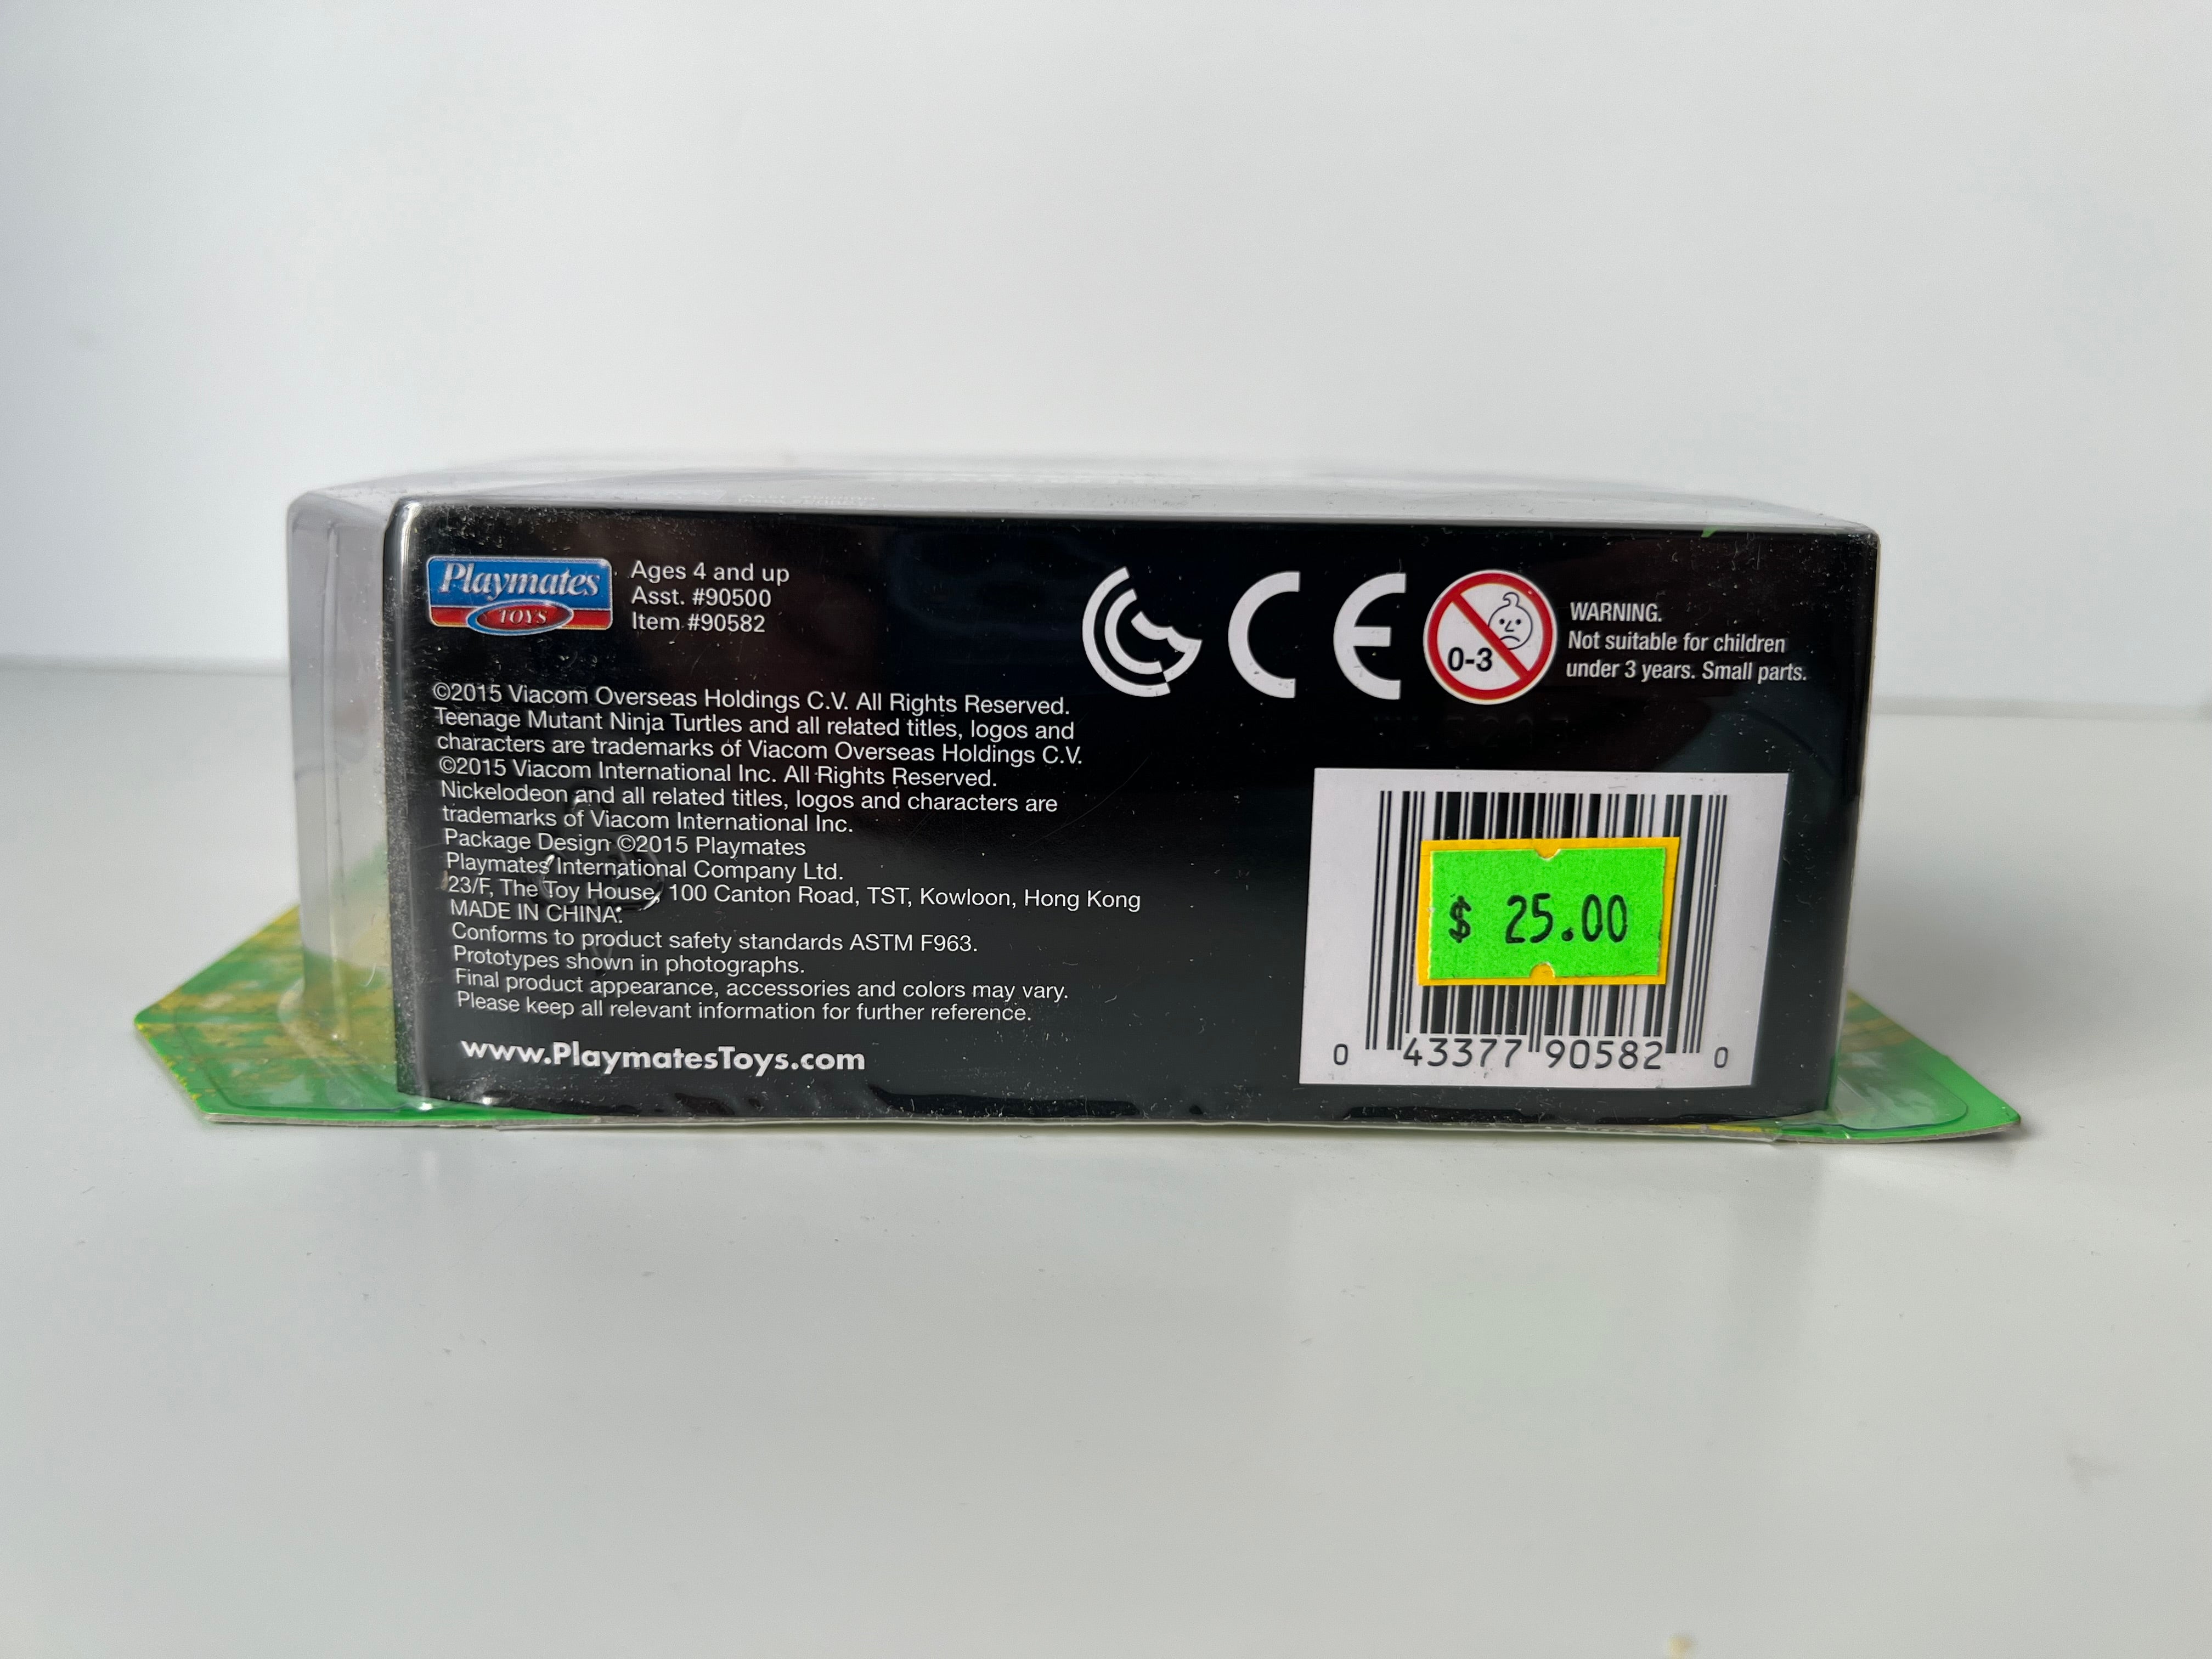 Playmates
TOYS
Ages 4 and up
Asst. #90500
Item #90582
©2015 Viacom Overseas Holdings C.V. All Rights Reserved.
Teenage Mutant Ninja Turtles and all related titles, logos and
characters are trademarks of Viacom Overseas Holdings C.V.
©2015 Viacom International Inc. All Rights Reserved.
Nickelodeon and all related titles, logos and characters are
trademarks of Viacom International Inc.
Package Design ©2015 Playmates
Playmates International Company Ltd.
23/F, The Toy House, 100 Canton Road, TST, Kowloon, Hong Kong
MADE IN CHINA.
Conforms to product safety standards ASTM F963.
Prototypes shown in photographs.
Final product appearance, accessories and colors may vary.
Please keep all relevant information for further reference.
www.PlaymatesToys.com
CE
0-3
WARNING.
Not suitable for children
under 3 years. Small parts.
$ 25.00
0 43377 90582 0